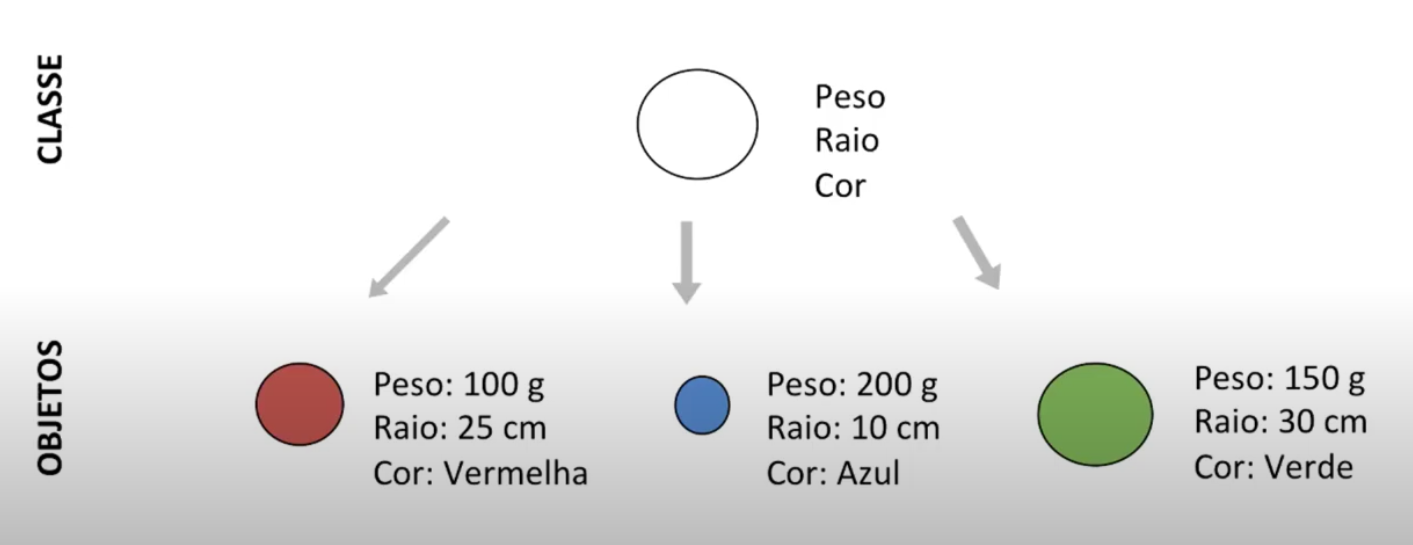 CLASSE
Peso
Raio
Cor
OBJETOS
Peso: 100 g
Raio: 25 cm
Cor: Vermelha
Peso: 200 g
Raio: 10 cm
Cor: Azul
Peso: 150 g
Raio: 30 cm
Cor: Verde